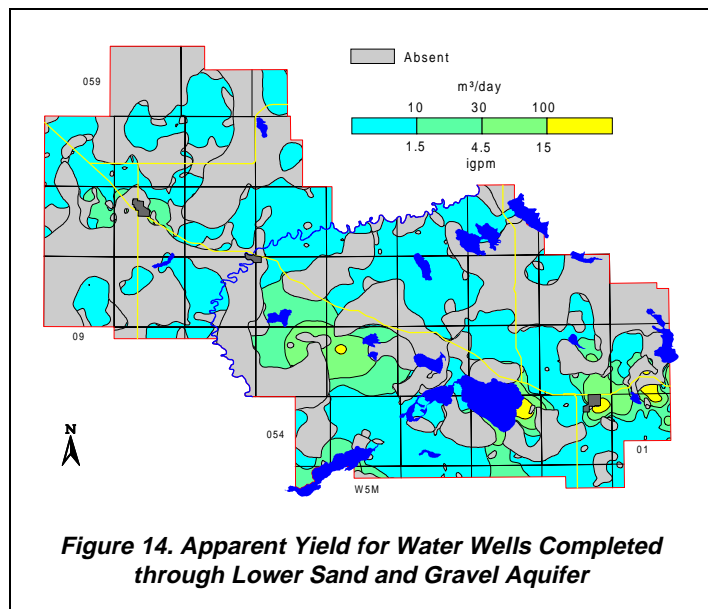 Absent
059
m³/day
10 30 100
1.5 4.5 15
igpm
09
054
01
W5M
N
Figure 14. Apparent Yield for Water Wells Completed
through Lower Sand and Gravel Aquifer